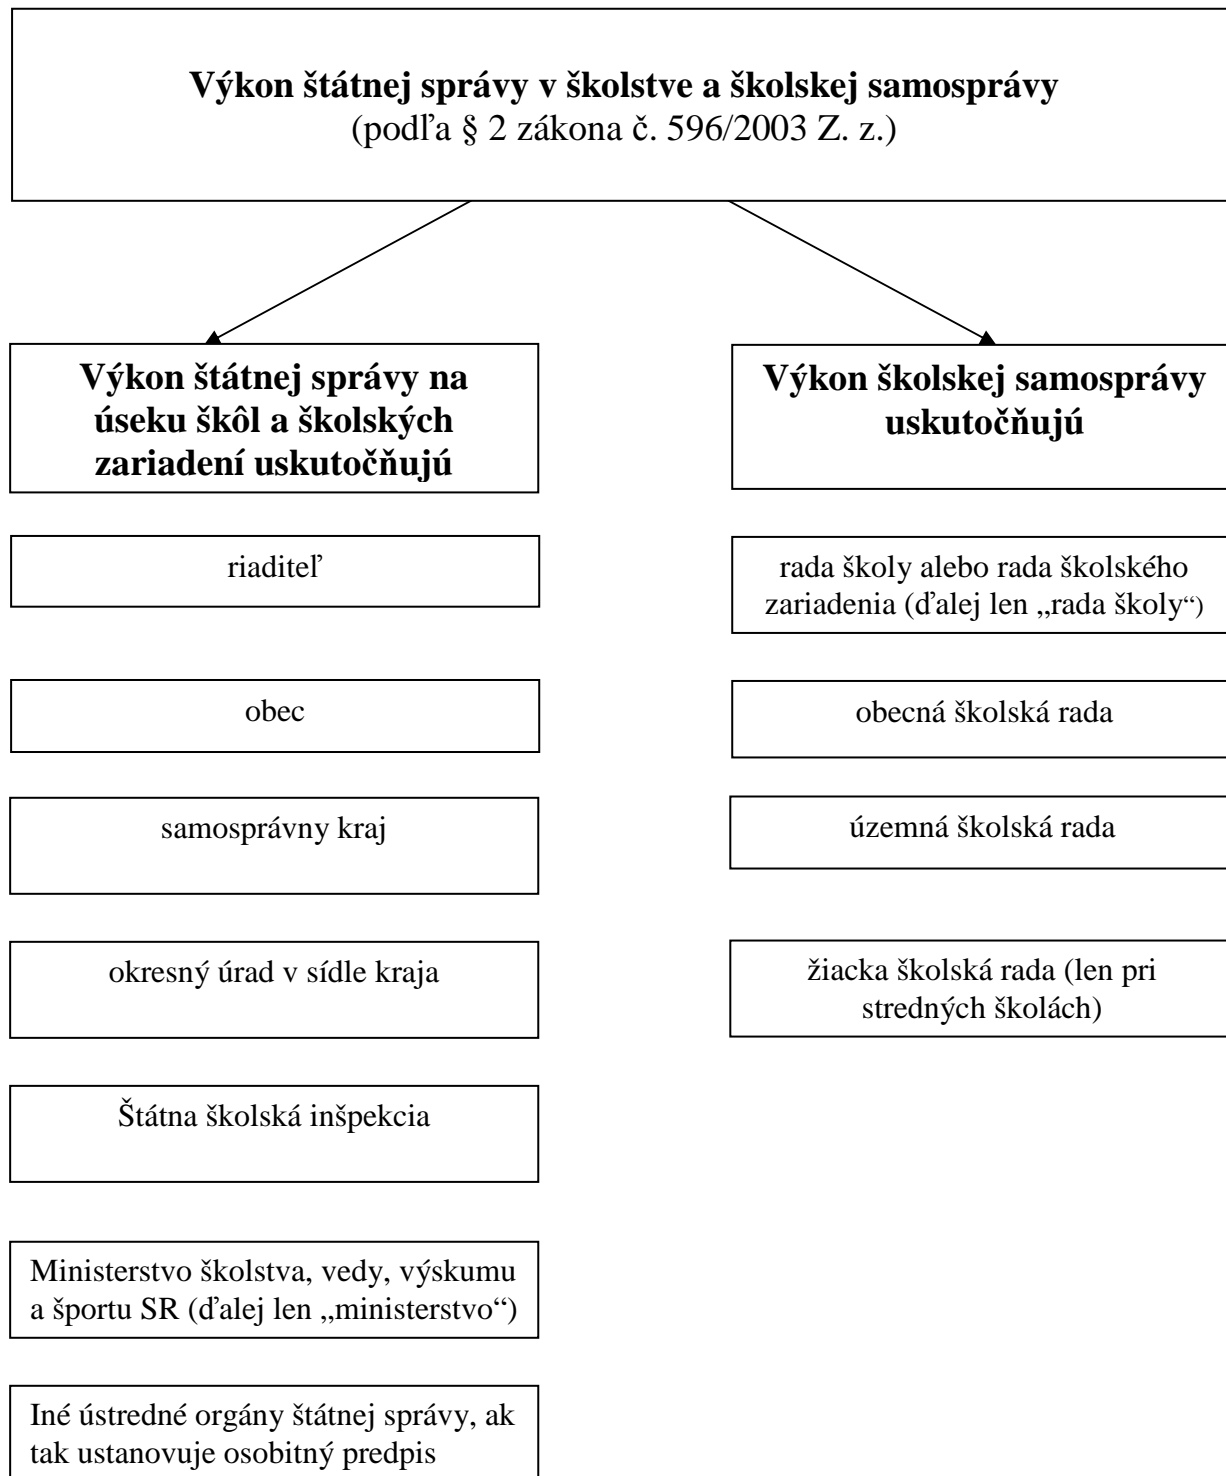 Výkon štátnej správy v školstve a školskej samosprávy
(podľa § 2 zákona č. 596/2003 Z. z.)
Výkon štátnej správy na
úseku škôl a školských
zariadení uskutočňujú
riaditeľ
obec
samosprávny kraj
okresný úrad v sídle kraja
Štátna školská inšpekcia
Ministerstvo školstva, vedy, výskumu
a športu SR (ďalej len „ministerstvo“)
Iné ústredné orgány štátnej správy, ak
tak ustanovuje osobitný predpis
Výkon školskej samosprávy
uskutočňujú
rada školy alebo rada školského
zariadenia (ďalej len „rada školy“)
obecná školská rada
územná školská rada
žiacka školská rada (len pri
stredných školách)